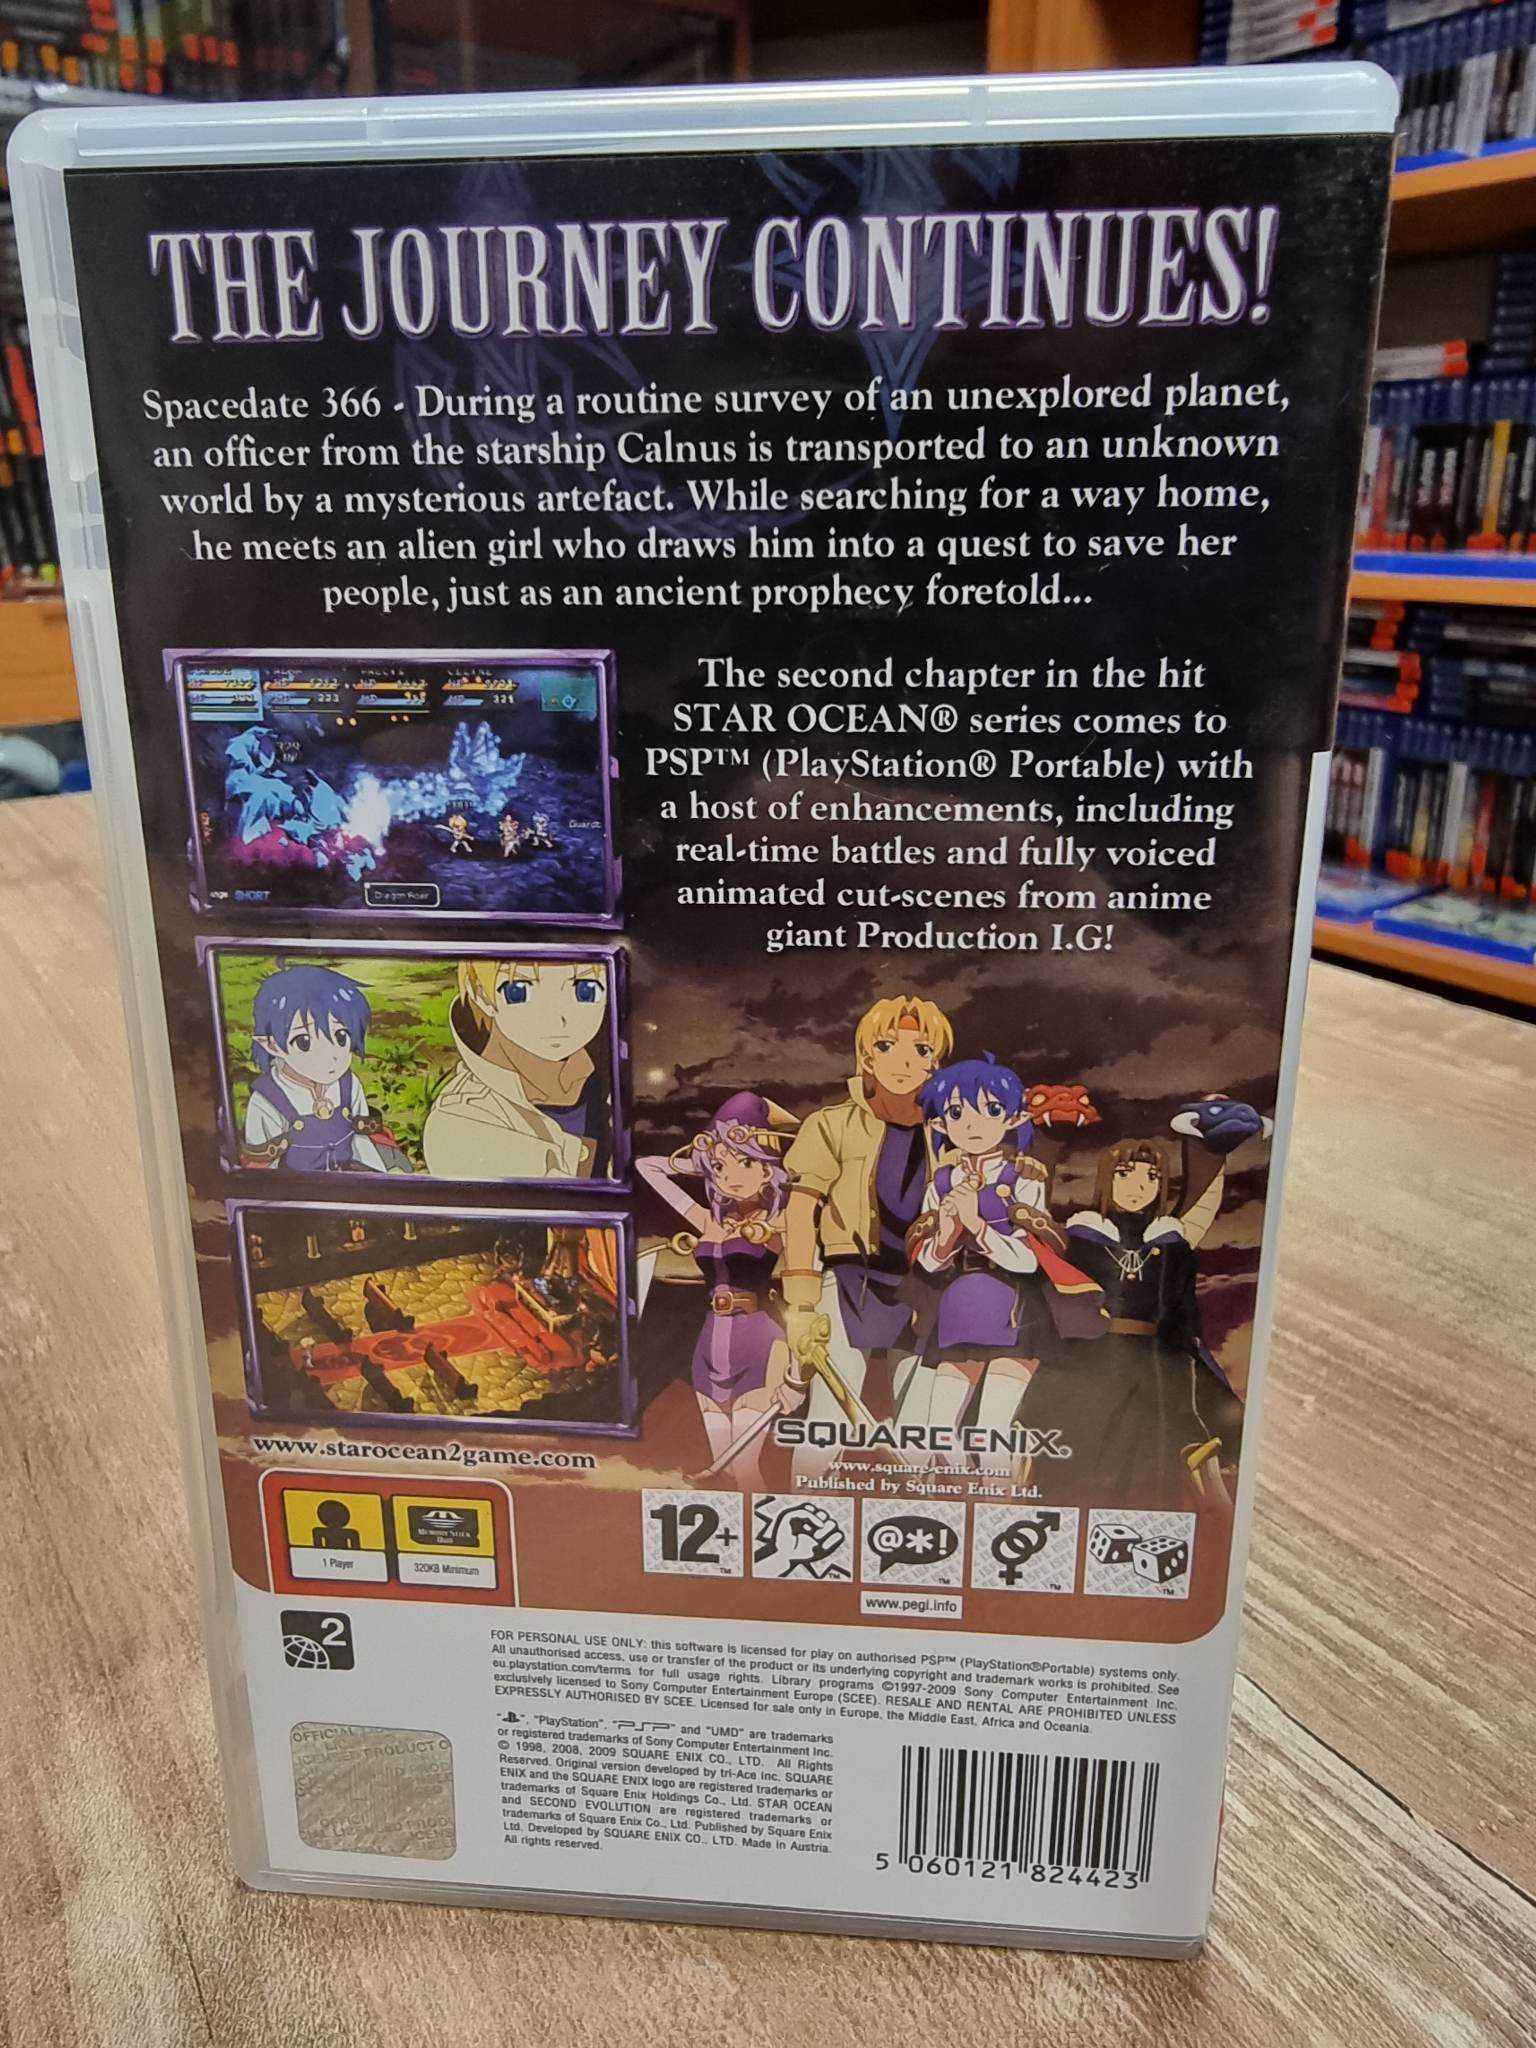 THE JOURNEY CONTINUES!
Spacedate 366 - During a routine survey of an unexplored planet,
an officer from the starship Calnus is transported to an unknown
world by a mysterious artefact. While searching for a way home,
he meets an alien girl who draws him into a quest to save her
people, just as an ancient prophecy foretold...
The second chapter in the hit
STAR OCEAN® series comes to
PSP™ (PlayStation® Portable) with
a host of enhancements, including
real-time battles and fully voiced
animated cut-scenes from anime
giant Production I.G!
SHORT
www.starocean2game.com
SQUARE ENIX®
www.square-enix.com
Published by Square Enix Ltd.
1 Player
MEMORY STICK
DUO
320KB Minimum
12+
@*!
www.pegi.info
2
FOR PERSONAL USE ONLY: this software is licensed for play on authorised PSP™ (PlayStation®Portable) systems only.
All unauthorised access, use or transfer of the product or its underlying copyright and trademark works is prohibited. See
eu.playstation.com/terms for full usage rights. Library programs ©1997-2009 Sony Computer Entertainment Inc.
exclusively licensed to Sony Computer Entertainment Europe (SCEE). RESALE AND RENTAL ARE PROHIBITED UNLESS
EXPRESSLY AUTHORISED BY SCEE. Licensed for sale only in Europe, the Middle East, Africa and Oceania.
"PlayStation", "PSP" and "UMD" are trademarks
or registered trademarks of Sony Computer Entertainment Inc.
© 1998, 2008, 2009 SQUARE ENIX CO., LTD. All Rights
Reserved. Original version developed by tri-Ace Inc. SQUARE
ENIX and the SQUARE ENIX logo are registered trademarks or
trademarks of Square Enix Holdings Co., Ltd. STAR OCEAN
and SECOND EVOLUTION are registered trademarks or
trademarks of Square Enix Co., Ltd. Published by Square Enix
Ltd. Developed by SQUARE ENIX CO., LTD. Made in Austria.
All rights reserved.
5 060121 824423